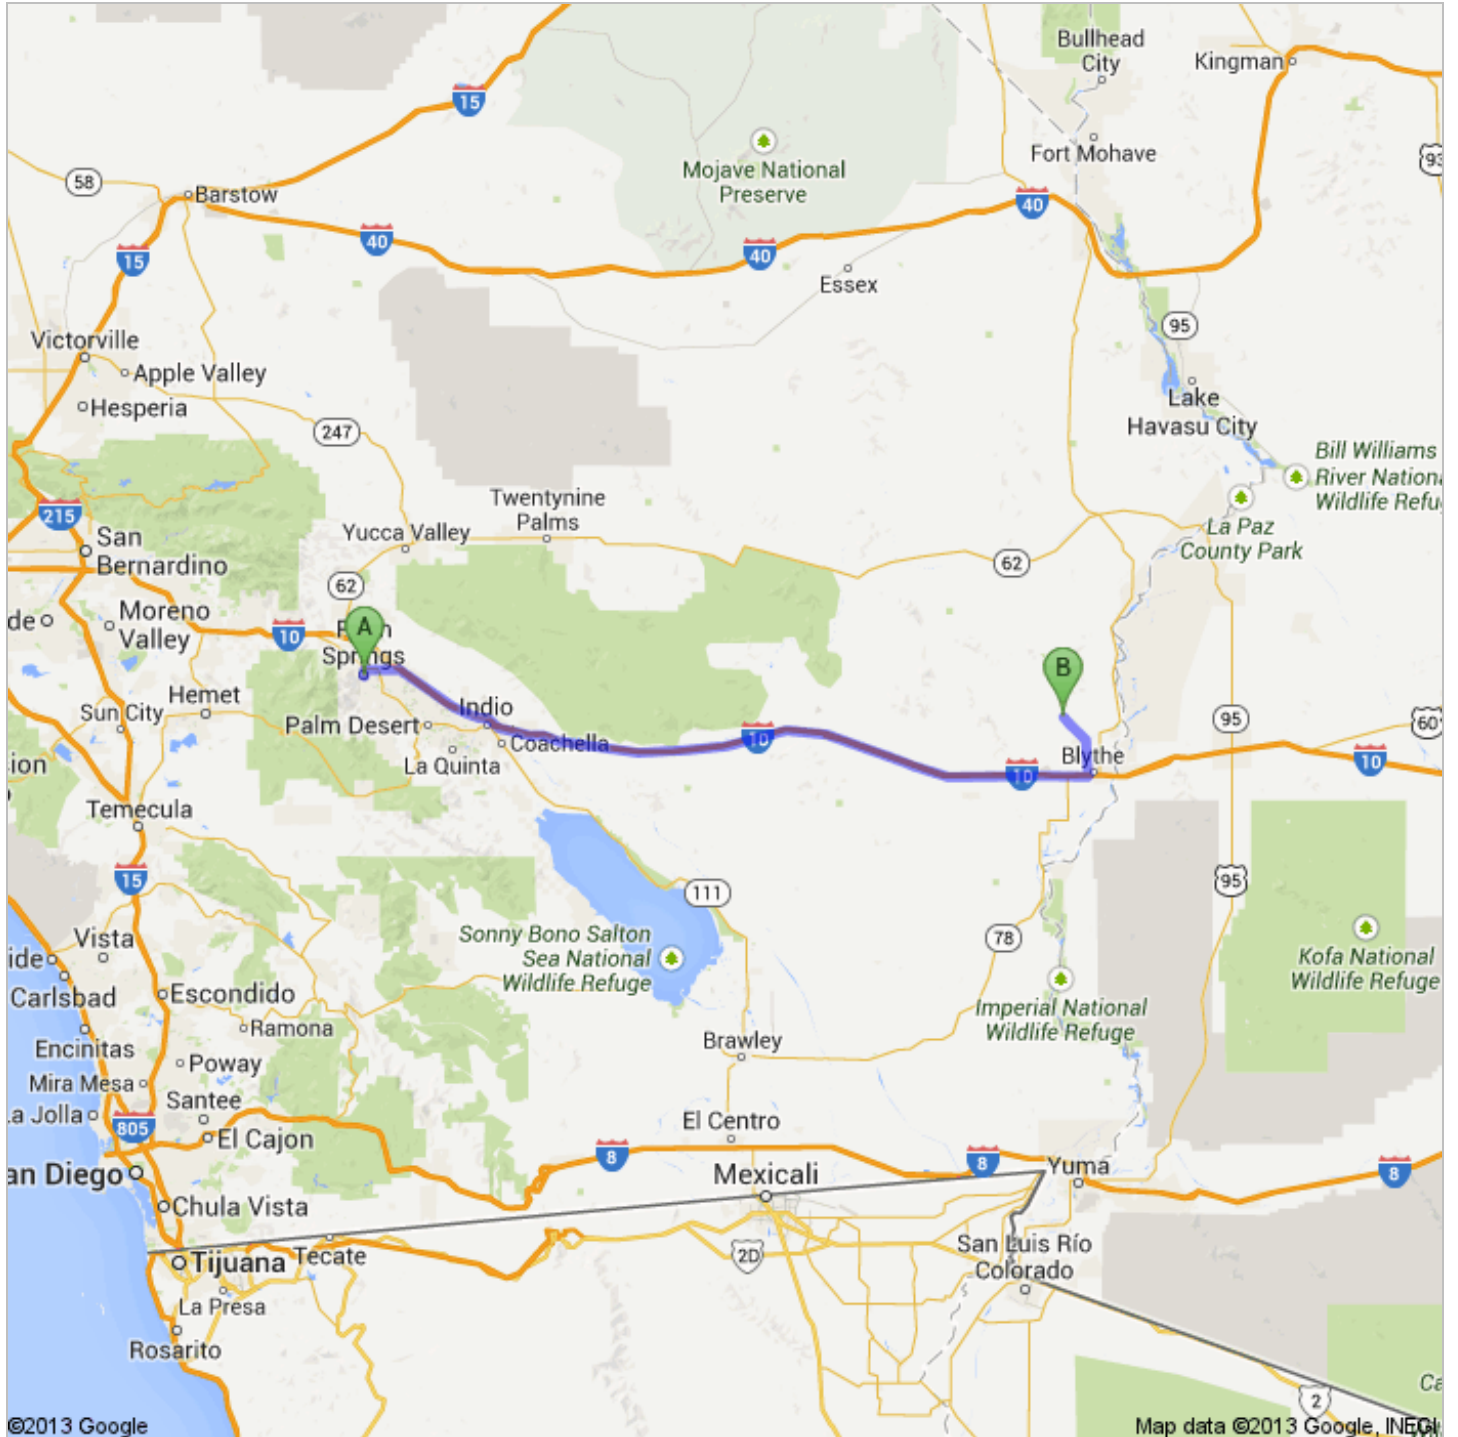 Bullhead
City
Kingman
15
58
Barstow
Mojave National
Preserve
Fort Mohave
93
40
40
40
15
Essex
95
Victorville
Apple Valley
Hesperia
Lake
Havasu City
247
Bill Williams
River Nationa
Wildlife Refu
La Paz
County Park
215
Twentynine
Palms
Yucca Valley
San
Bernardino
62
62
Moreno
Valley
de
10
A
Springs
B
Hemet
Sun City
Palm Desert
Indio
Coachella
La Quinta
10
10
Blythe
95
60
10
ion
Temecula
15
111
95
Vista
ide
Carlsbad
Escondido
Sonny Bono Salton
Sea National
Wildlife Refuge
78
Kofa National
Wildlife Refuge
Imperial National
Wildlife Refuge
Encinitas
Ramona
Poway
Brawley
Mira Mesa
Santee
La Jolla
805
El Cajon
El Centro
8
8
8
an Diego
Mexicali
Yuma
Chula Vista
Tijuana
Tecate
2D
San Luis Río
Colorado
La Presa
Rosarito
Ca
2
©2013 Google
Map data ©2013 Google, INEGI